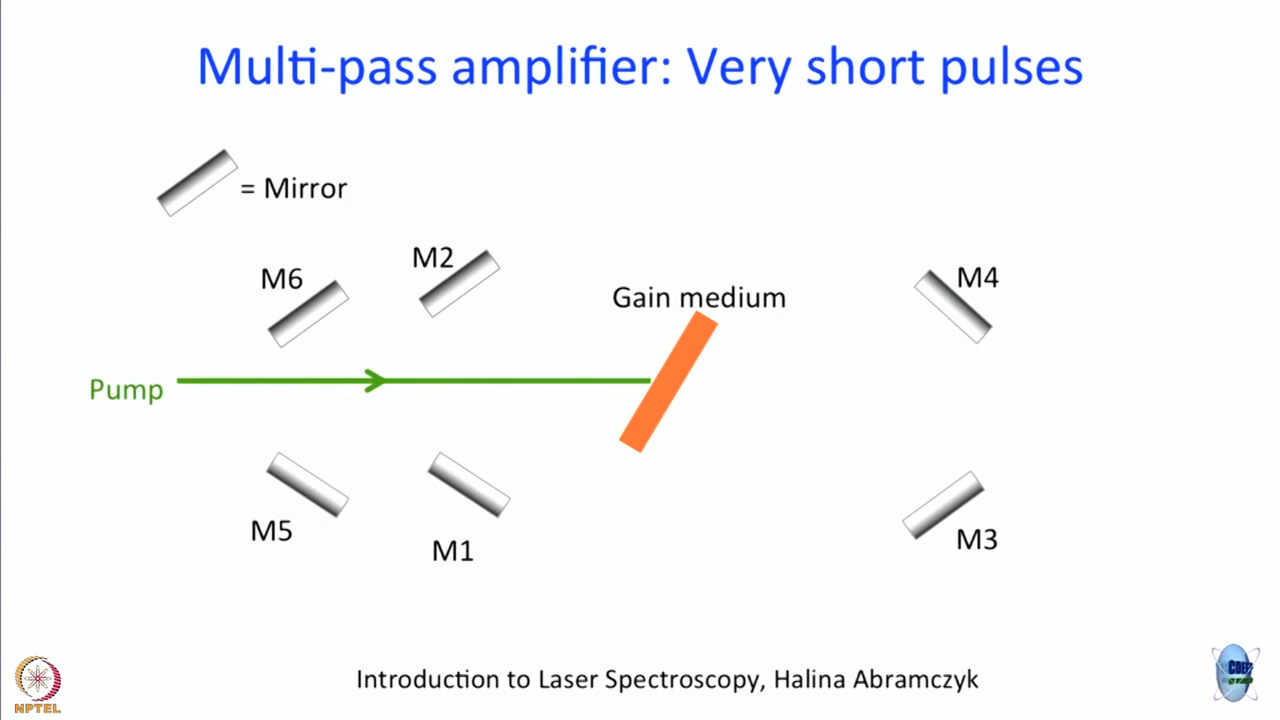 Multi-pass amplifier: Very short pulses
= Mirror
M6
M2
Gain medium
M4
Pump
M5
M1
M3
Introduction to Laser Spectroscopy, Halina Abramczyk
NPTEL